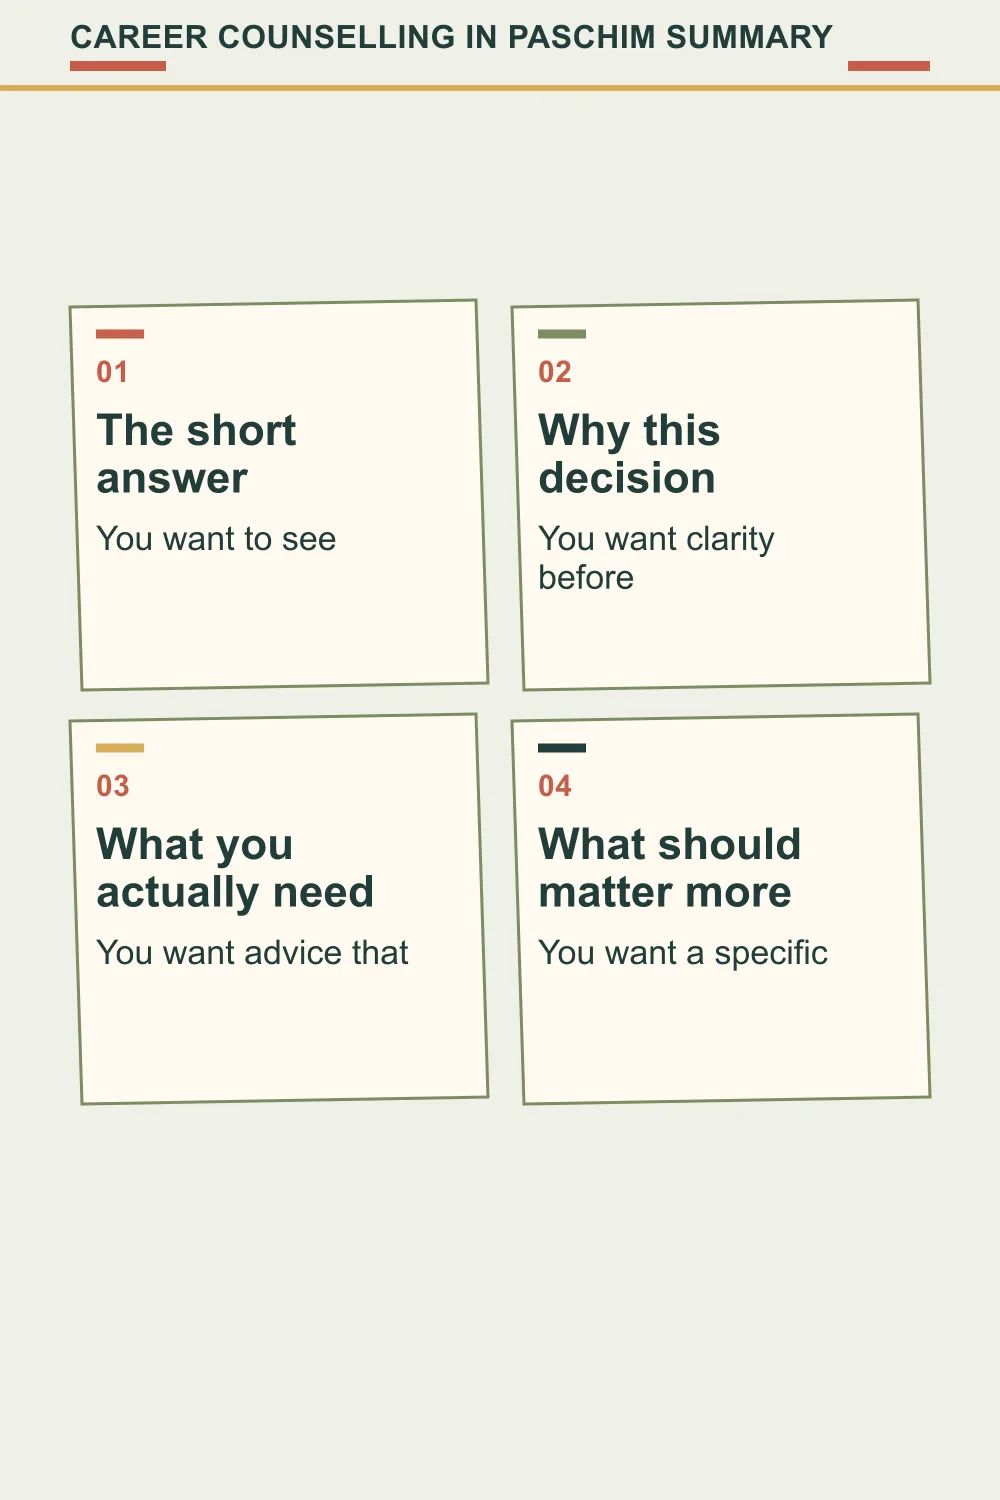 CAREER COUNSELLING IN PASCHIM SUMMARY
01
The short
answer
You want to see
02
Why this
decision
You want clarity
before
03
What you
actually need
You want advice that
04
What should
matter more
You want a specific